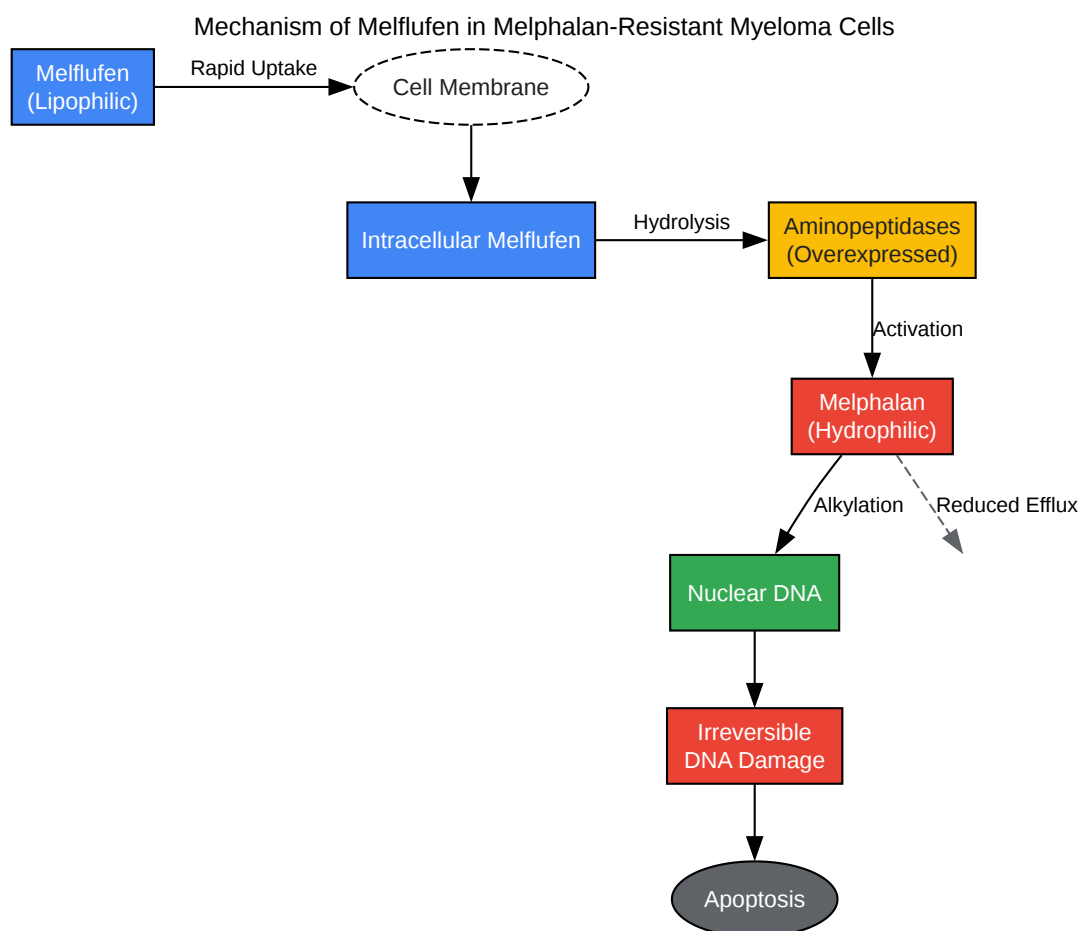 Mechanism of Melflufen in Melphalan-Resistant Myeloma Cells
Melflufen
(Lipophilic)
Rapid Uptake
Cell Membrane
Intracellular Melflufen
Hydrolysis
Aminopeptidases
(Overexpressed)
Activation
Melphalan
(Hydrophilic)
Alkylation
Reduced Efflux
Nuclear DNA
Irreversible
DNA Damage
Apoptosis